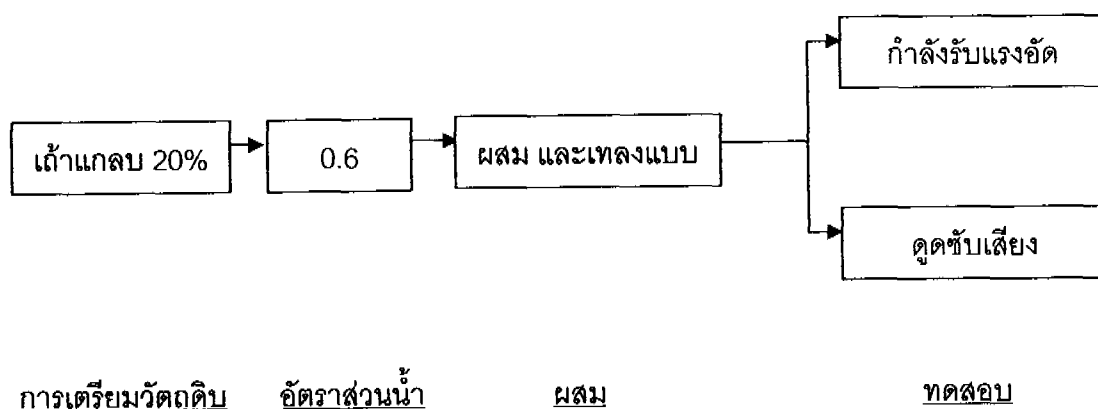 กำลังรับแรงอัด
เถ้าแกลบ 20%
0.6
ผสม และเทลงแบบ
ดูดซับเสียง
การเตรียมวัตถุดิบ
อัตราส่วนน้ำ
ผสม
ทดสอบ